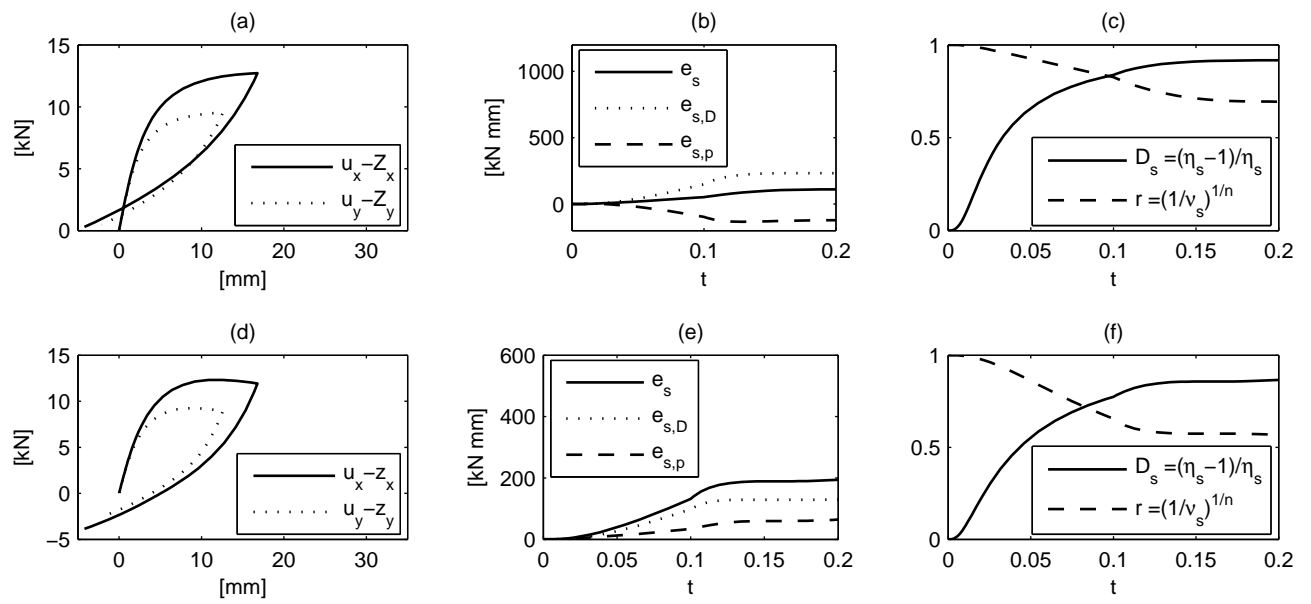 (a)
15
10
5
0
[kN]
0
10
20
30
[mm]
u_x−Z_x
u_y−Z_y
(b)
1000
500
0
[kN mm]
0
0.1
0.2
t
e_s
e_{s,D}
e_{s,p}
(c)
1
0.5
0
0
0.05
0.1
0.15
0.2
t
D_s =(η_s−1)/η_s
r =(1/ν_s)^{1/n}
(d)
15
10
5
0
−5
[kN]
0
10
20
30
[mm]
u_x−z_x
u_y−z_y
(e)
600
400
200
0
[kN mm]
0
0.05
0.1
0.15
0.2
t
e_s
e_{s,D}
e_{s,p}
(f)
1
0.5
0
0
0.05
0.1
0.15
0.2
t
D_s =(η_s−1)/η_s
r =(1/ν_s)^{1/n}